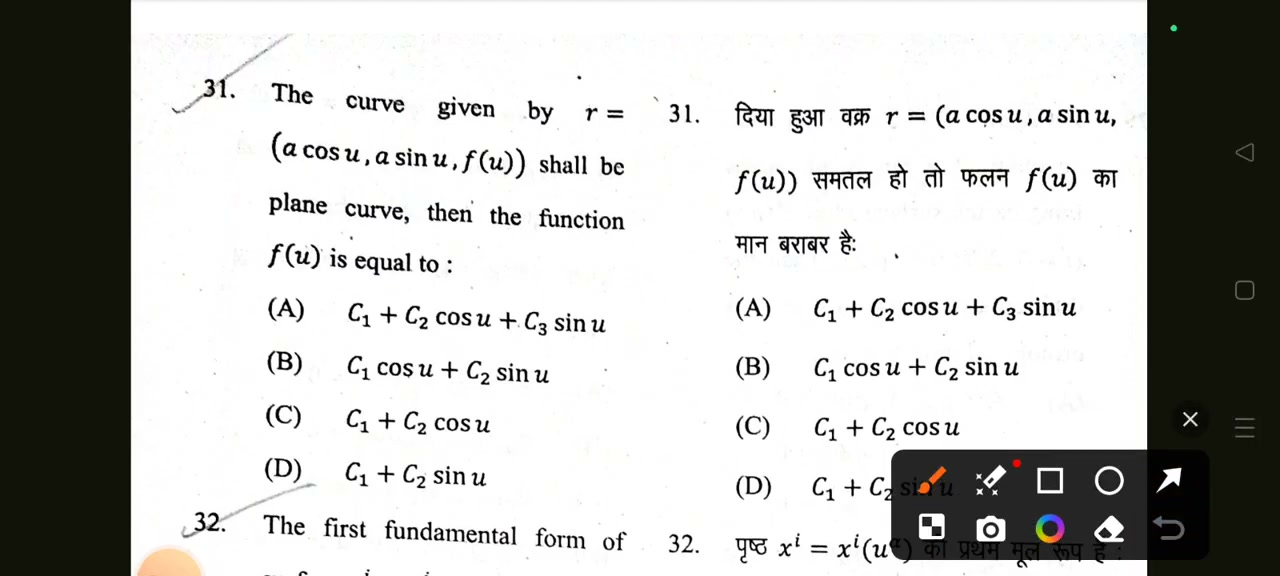 31. The curve given by r =
(a cos u, a sin u, f(u)) shall be
plane curve, then the function
f(u) is equal to :
(A) C₁ + C₂ cos u + C₃ sin u
(B) C₁ cos u + C₂ sin u
(C) C₁ + C₂ cos u
(D) C₁ + C₂ sin u
32. The first fundamental form of
31. दिया हुआ वक्र r = (a cos u, a sin u,
f(u)) समतल हो तो फलन f(u) का
मान बराबर है:
(A) C₁ + C₂ cos u + C₃ sin u
(B) C₁ cos u + C₂ sin u
(C) C₁ + C₂ cos u
(D) C₁ + C₂ sin u
32. पृष्ठ xⁱ = xⁱ(uᵅ) का प्रथम मूल रूप है :